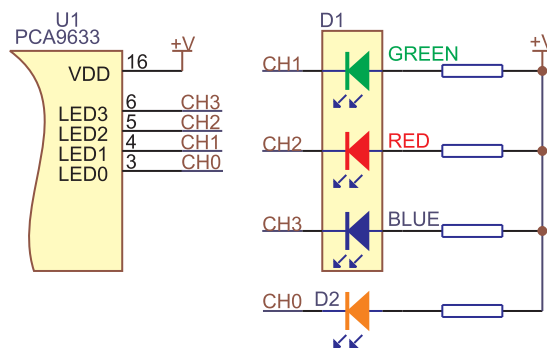 U1
PCA9633
+V
VDD 16
LED3 6 CH3
LED2 5 CH2
LED1 4 CH1
LED0 3 CH0
D1
+V
CH1 GREEN
CH2 RED
CH3 BLUE
CH0 D2